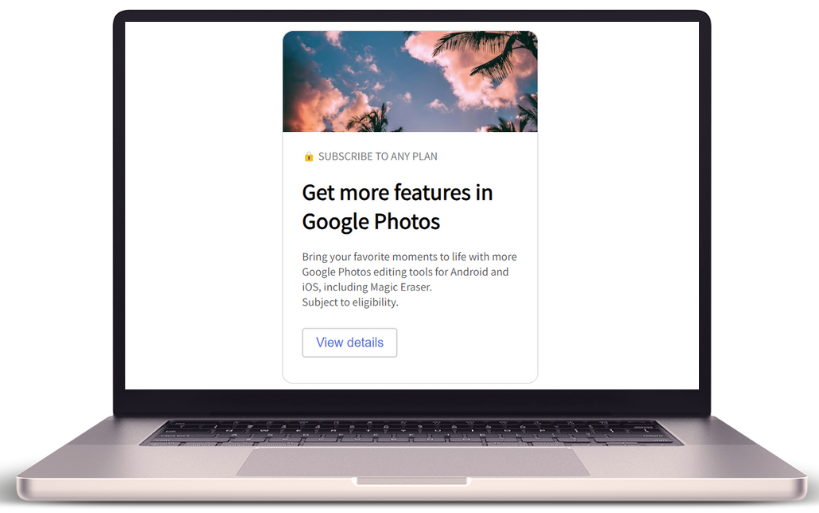 🔒 SUBSCRIBE TO ANY PLAN
Get more features in
Google Photos
Bring your favorite moments to life with more
Google Photos editing tools for Android and
iOS, including Magic Eraser.
Subject to eligibility.
View details